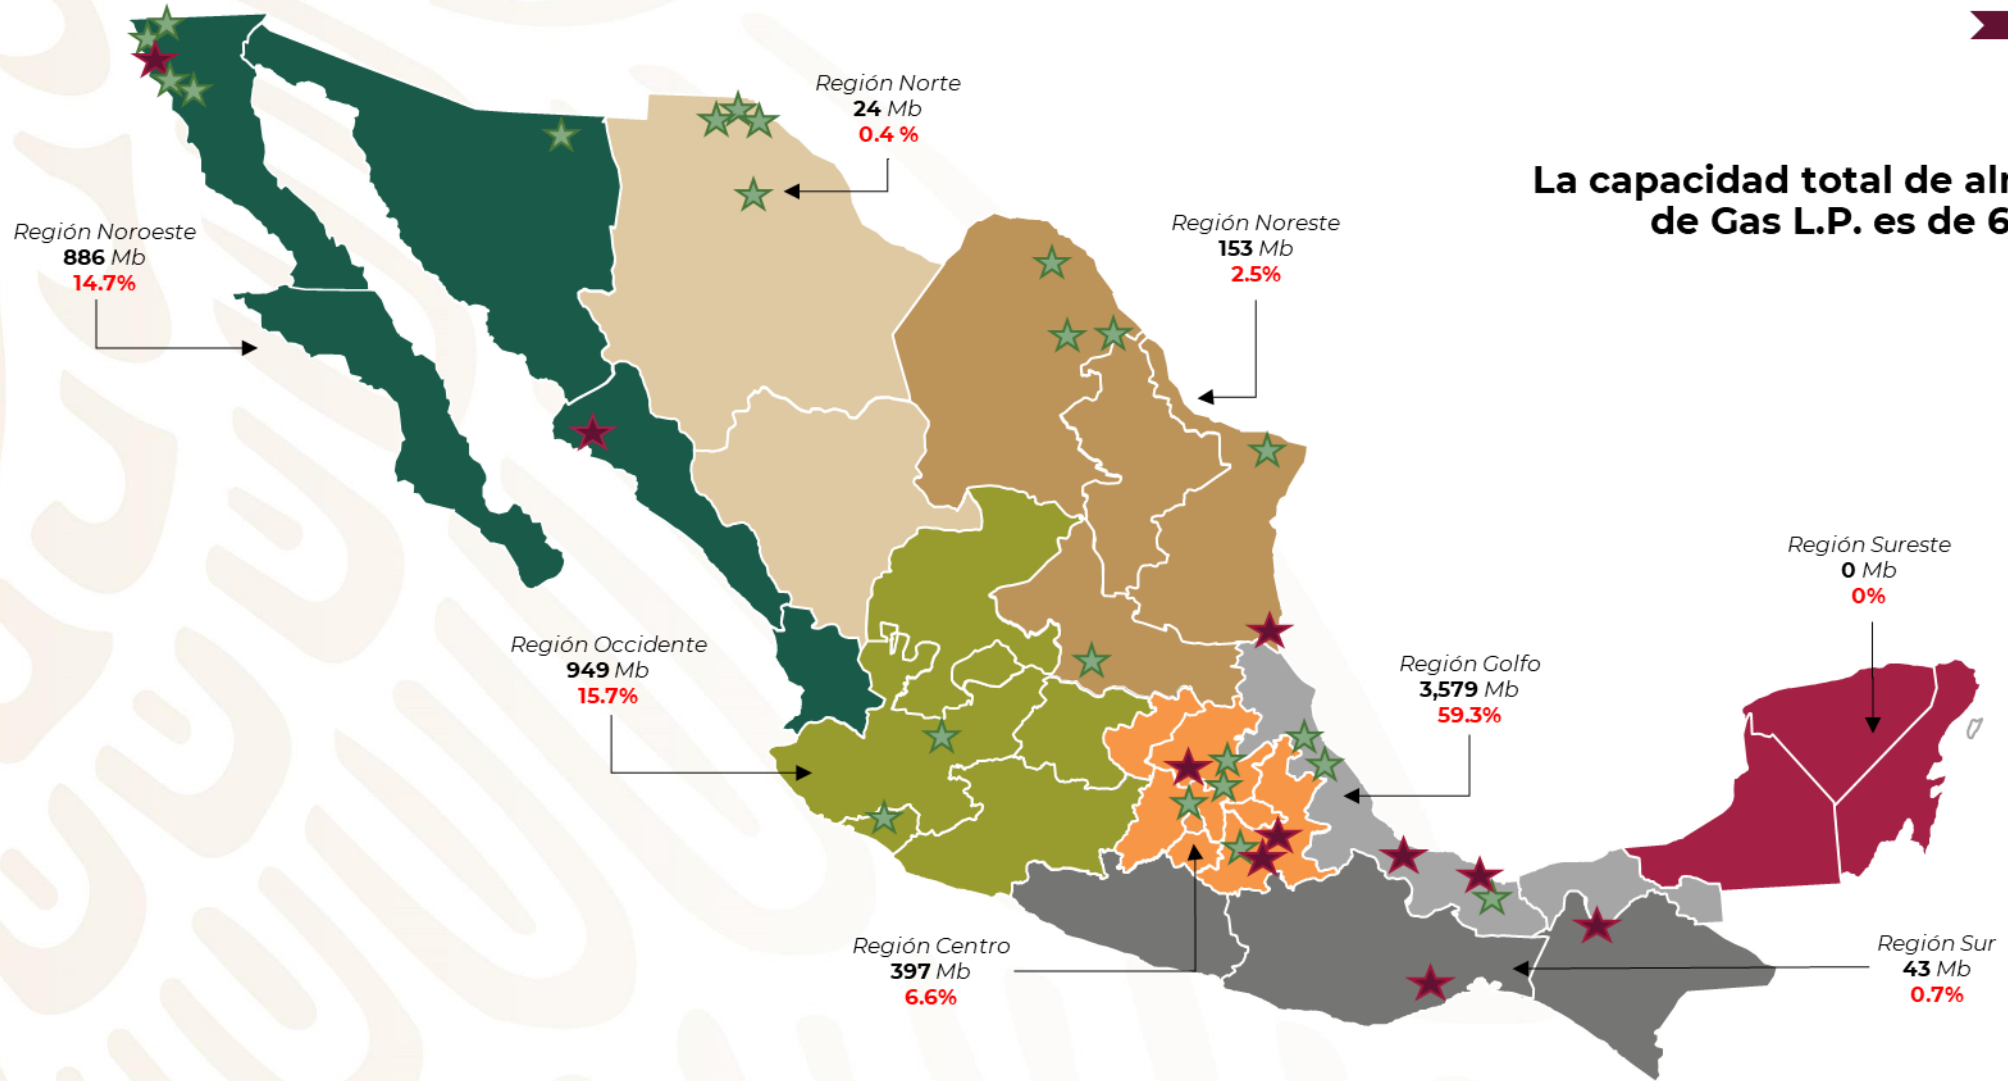 Región Norte
24 Mb
0.4 %
La capacidad total de
de Gas L.P. es de 6
Región Noroeste
886 Mb
14.7%
Región Noreste
153 Mb
2.5%
Región Sureste
0 Mb
0%
Región Occidente
949 Mb
15.7%
Región Golfo
3,579 Mb
59.3%
Región Centro
397 Mb
6.6%
Región Sur
43 Mb
0.7%